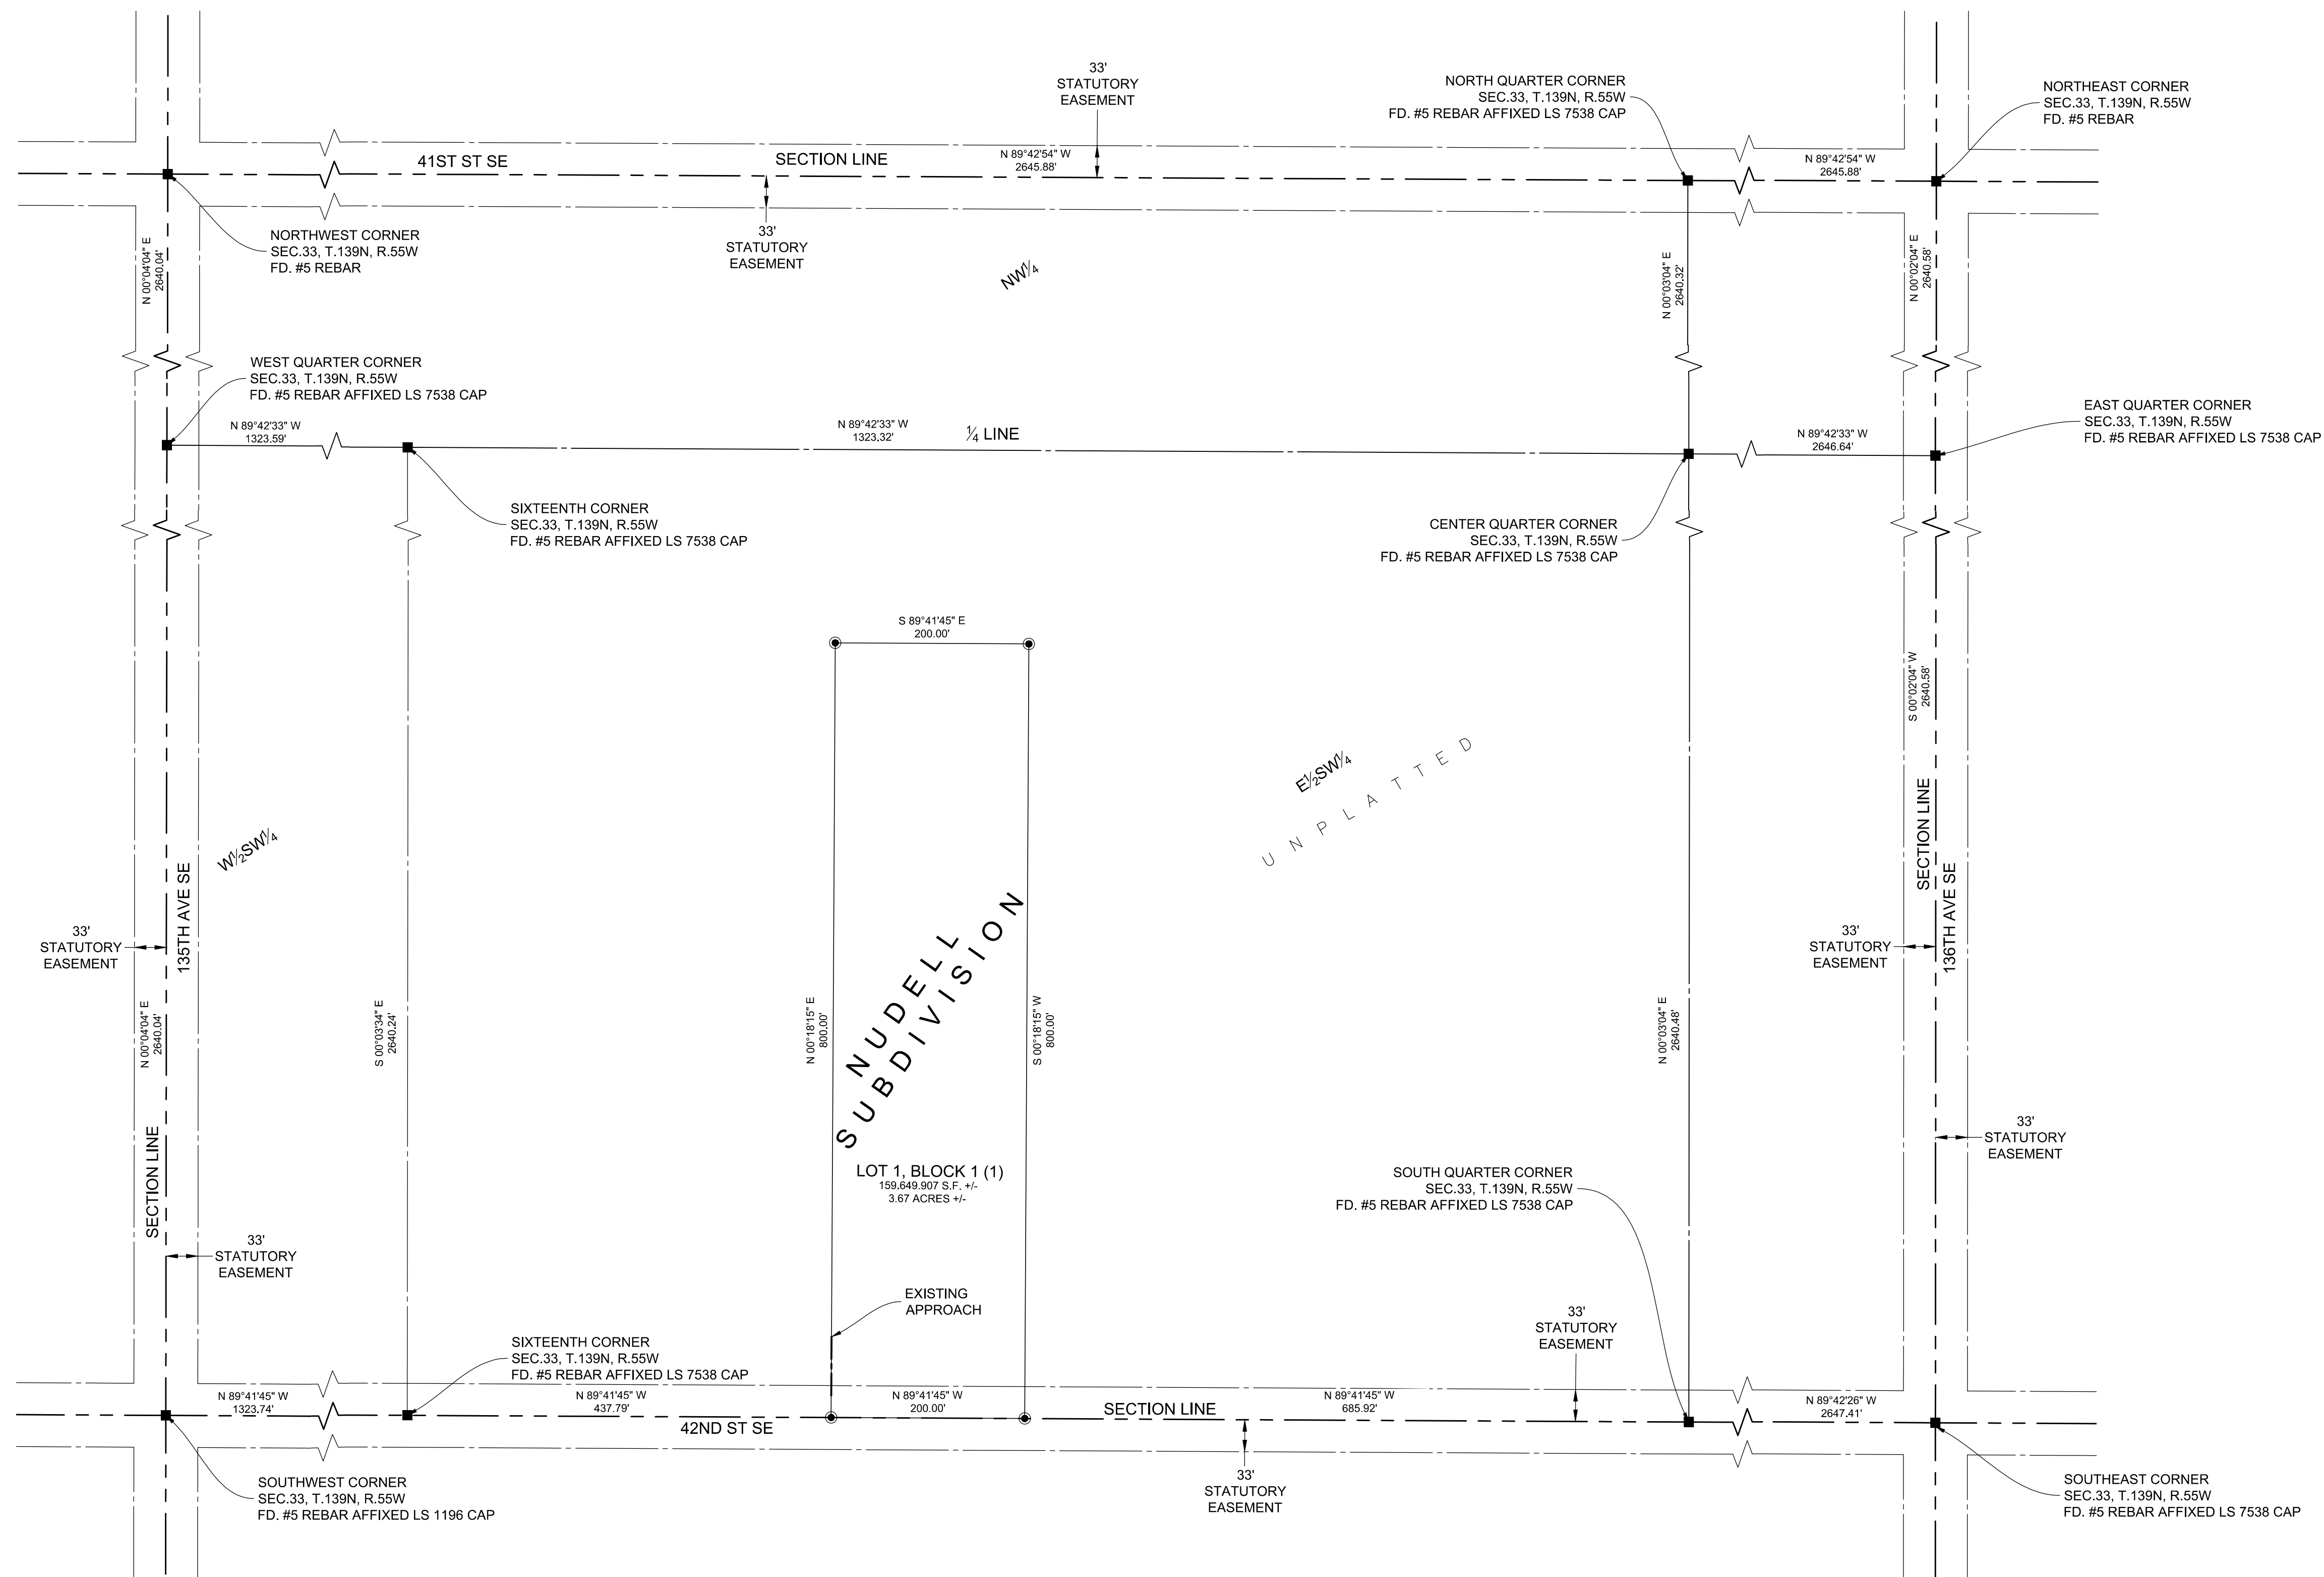 33'
STATUTORY
EASEMENT
NORTH QUARTER CORNER
SEC.33, T.139N, R.55W
FD. #5 REBAR AFFIXED LS 7538 CAP
NORTHEAST CORNER
SEC.33, T.139N, R.55W
FD. #5 REBAR
41ST ST SE
SECTION LINE
N 89°42'54" W
2645.88'
N 89°42'54" W
2645.88'
NORTHWEST CORNER
SEC.33, T.139N, R.55W
FD. #5 REBAR
33'
STATUTORY
EASEMENT
N 00°04'04" E
2640.04'
NW¼
N 00°03'04" E
2640.32'
N 00°02'04" E
2640.58'
WEST QUARTER CORNER
SEC.33, T.139N, R.55W
FD. #5 REBAR AFFIXED LS 7538 CAP
N 89°42'33" W
1323.59'
N 89°42'33" W
1323.32'
¼ LINE
N 89°42'33" W
2646.64'
EAST QUARTER CORNER
SEC.33, T.139N, R.55W
FD. #5 REBAR AFFIXED LS 7538 CAP
SIXTEENTH CORNER
SEC.33, T.139N, R.55W
FD. #5 REBAR AFFIXED LS 7538 CAP
CENTER QUARTER CORNER
SEC.33, T.139N, R.55W
FD. #5 REBAR AFFIXED LS 7538 CAP
S 89°41'45" E
200.00'
S 00°02'04" W
2640.58'
E½SW¼
UNPLATTED
W½SW¼
135TH AVE SE
SECTION LINE
136TH AVE SE
33'
STATUTORY
EASEMENT
33'
STATUTORY
EASEMENT
N 00°04'04" E
2640.04'
S 00°03'34" E
2640.24'
N 00°18'15" E
800.00'
NUDELL
SUBDIVISION
S 00°18'15" W
800.00'
N 00°03'04" E
2640.48'
33'
STATUTORY
EASEMENT
SECTION LINE
LOT 1, BLOCK 1 (1)
159.649.907 S.F. +/-
3.67 ACRES +/-
SOUTH QUARTER CORNER
SEC.33, T.139N, R.55W
FD. #5 REBAR AFFIXED LS 7538 CAP
33'
STATUTORY
EASEMENT
EXISTING
APPROACH
33'
STATUTORY
EASEMENT
SIXTEENTH CORNER
SEC.33, T.139N, R.55W
FD. #5 REBAR AFFIXED LS 7538 CAP
N 89°41'45" W
1323.74'
N 89°41'45" W
437.79'
N 89°41'45" W
200.00'
SECTION LINE
N 89°41'45" W
685.92'
N 89°42'26" W
2647.41'
42ND ST SE
33'
STATUTORY
EASEMENT
SOUTHWEST CORNER
SEC.33, T.139N, R.55W
FD. #5 REBAR AFFIXED LS 1196 CAP
SOUTHEAST CORNER
SEC.33, T.139N, R.55W
FD. #5 REBAR AFFIXED LS 7538 CAP